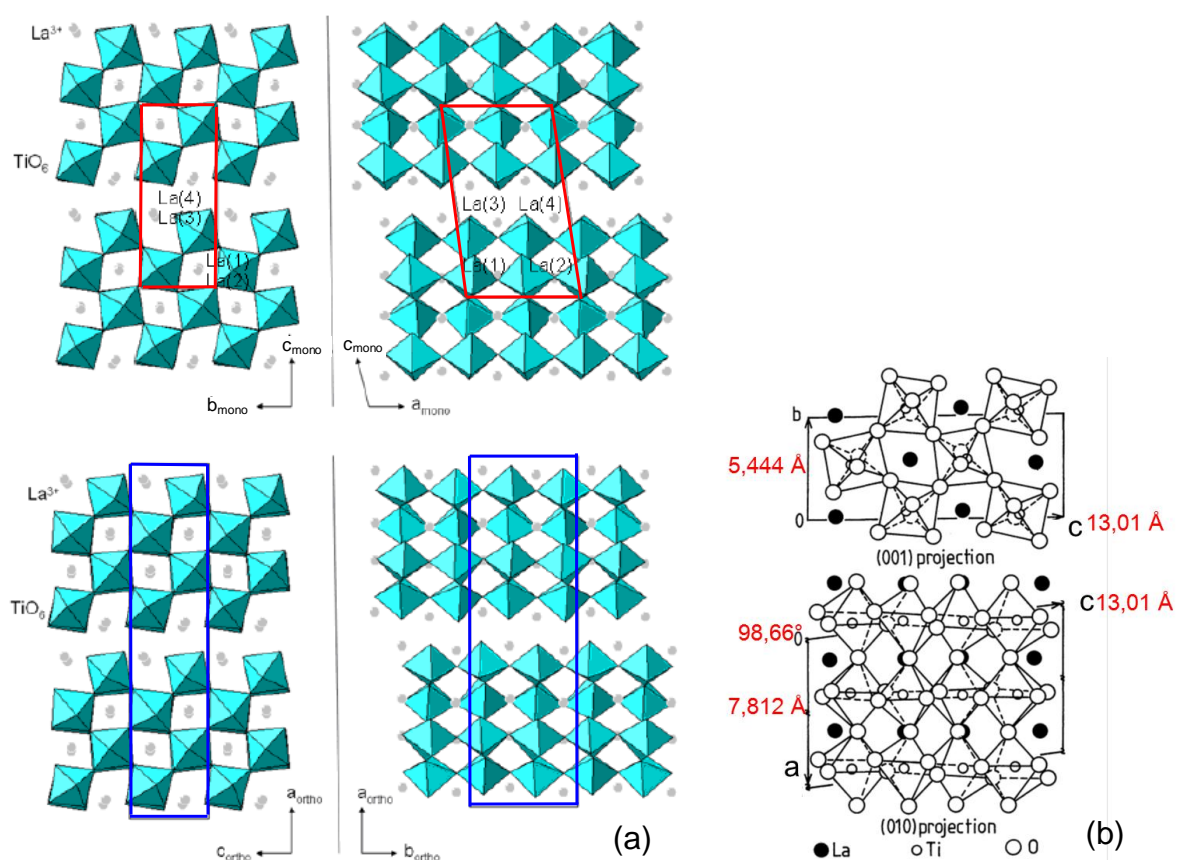 La³⁺
TiO₆
La(4)
La(3)
La(1)
La(2)
c_mono
b_mono
La(3) La(4)
La(1) La(2)
c_mono
a_mono
La³⁺
TiO₆
a_ortho
c_ortho
a_ortho
b_ortho
(a)
b
5,444 Å
0
c 13,01 Å
(001) projection
c 13,01 Å
98,66°
0
7,812 Å
a
(010) projection
La Ti O
(b)